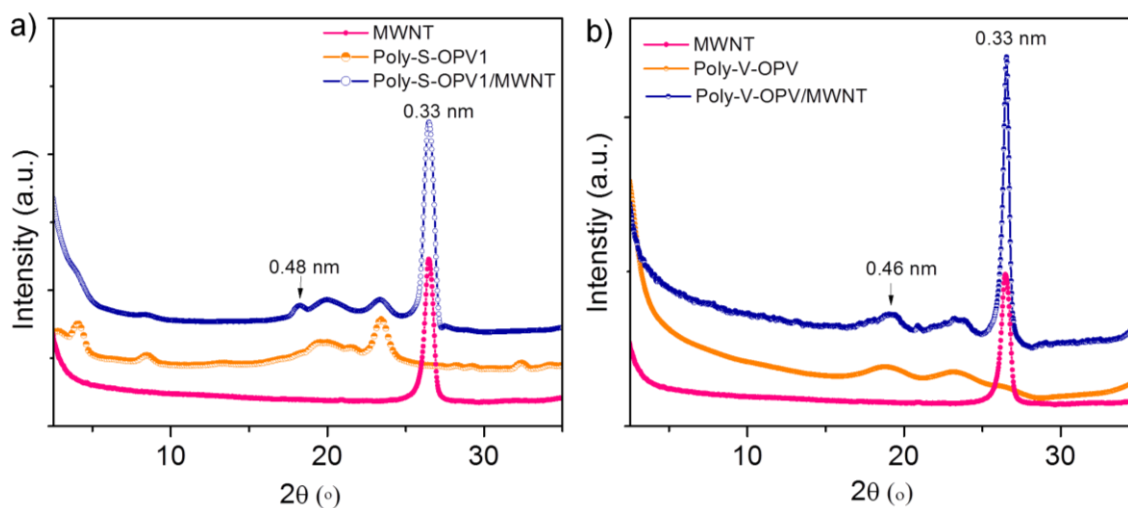 a)
MWNT
Poly-S-OPV1
Poly-S-OPV1/MWNT
0.33 nm
0.48 nm
Intensity (a.u.)
10
20
30
2θ (o)
b)
MWNT
Poly-V-OPV
Poly-V-OPV/MWNT
0.33 nm
0.46 nm
Intenstiy (a.u.)
10
20
30
2θ (o)